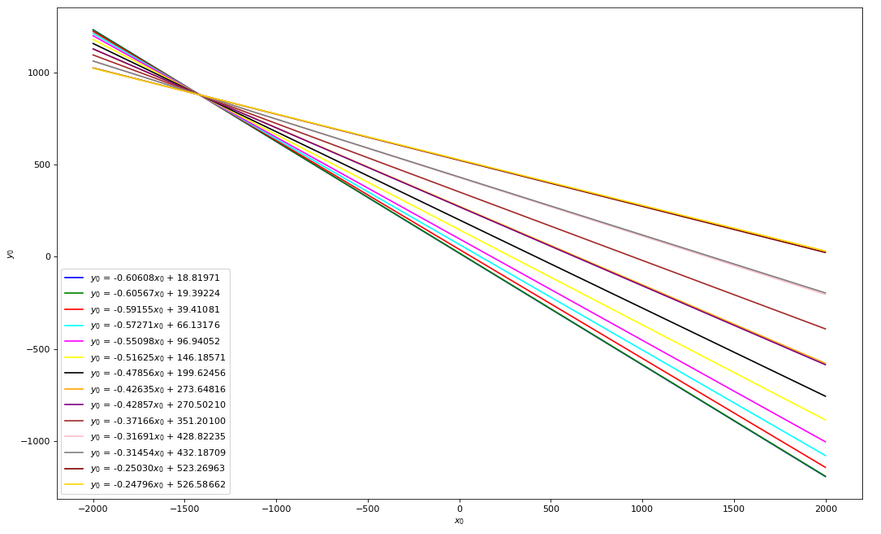 1000
500
0
−500
−1000
y₀
y₀ = -0.60608x₀ + 18.81971
y₀ = -0.60567x₀ + 19.39224
y₀ = -0.59155x₀ + 39.41081
y₀ = -0.57271x₀ + 66.13176
y₀ = -0.55098x₀ + 96.94052
y₀ = -0.51625x₀ + 146.18571
y₀ = -0.47856x₀ + 199.62456
y₀ = -0.42635x₀ + 273.64816
y₀ = -0.42857x₀ + 270.50210
y₀ = -0.37166x₀ + 351.20100
y₀ = -0.31691x₀ + 428.82235
y₀ = -0.31454x₀ + 432.18709
y₀ = -0.25030x₀ + 523.26963
y₀ = -0.24796x₀ + 526.58662
−2000 −1500 −1000 −500 0 500 1000 1500 2000
x₀